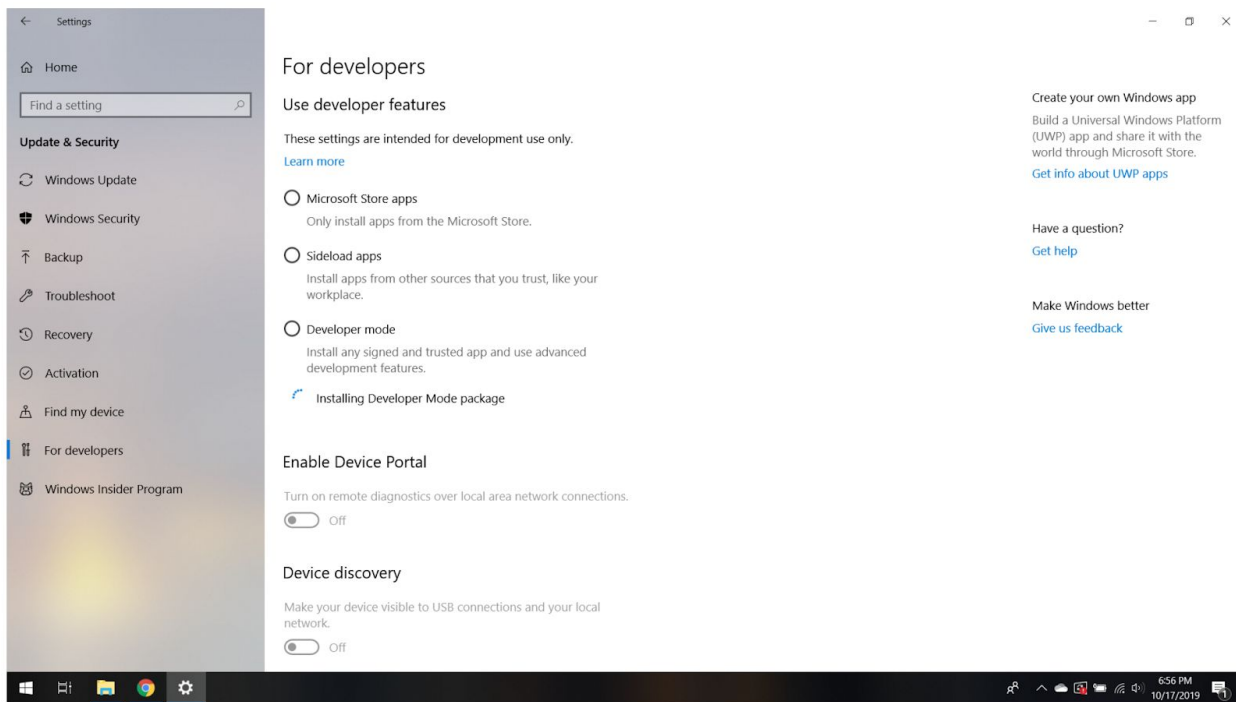 Settings
Home
Find a setting
Update & Security
Windows Update
Windows Security
Backup
Troubleshoot
Recovery
Activation
Find my device
For developers
Windows Insider Program
For developers
Use developer features
These settings are intended for development use only.
Learn more
Microsoft Store apps
Only install apps from the Microsoft Store.
Sideload apps
Install apps from other sources that you trust, like your
workplace.
Developer mode
Install any signed and trusted app and use advanced
development features.
Installing Developer Mode package
Enable Device Portal
Turn on remote diagnostics over local area network connections.
Off
Device discovery
Make your device visible to USB connections and your local
network.
Off
Create your own Windows app
Build a Universal Windows Platform
(UWP) app and share it with the
world through Microsoft Store.
Get info about UWP apps
Have a question?
Get help
Make Windows better
Give us feedback
6:56 PM
10/17/2019
1